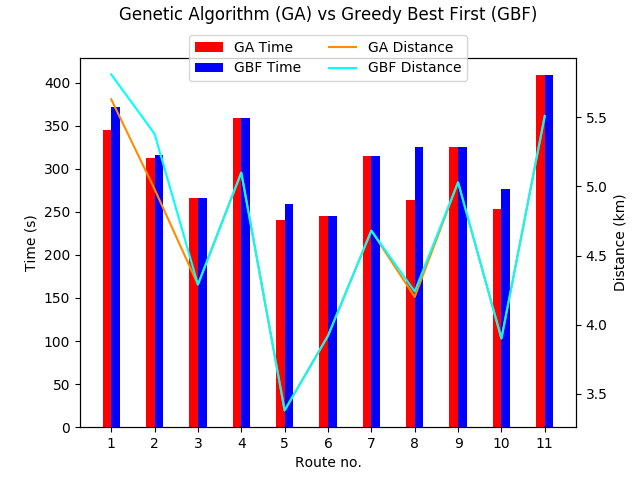 Genetic Algorithm (GA) vs Greedy Best First (GBF)
GA Time
GA Distance
GBF Time
GBF Distance
400
350
300
250
200
150
100
50
0
Time (s)
5.5
5.0
4.5
4.0
3.5
Distance (km)
1 2 3 4 5 6 7 8 9 10 11
Route no.